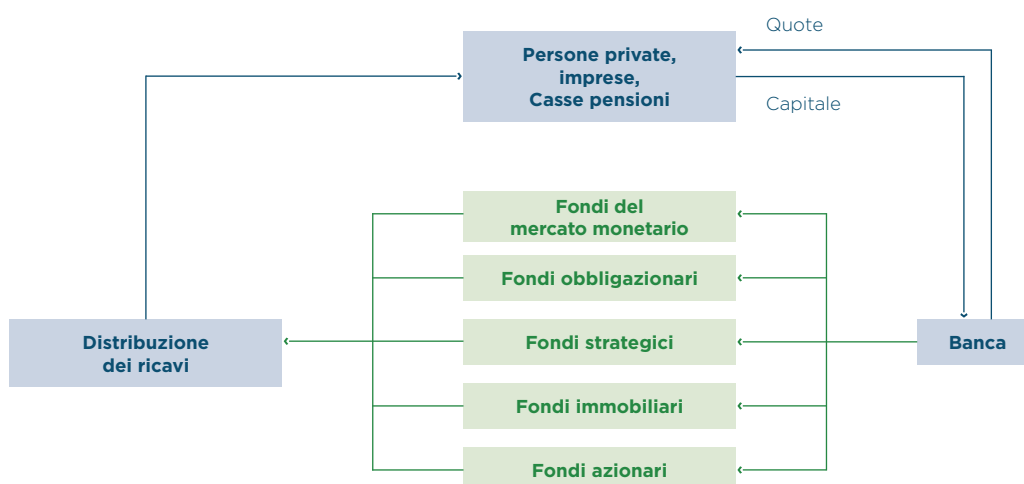 Quote
Persone private,
imprese,
Casse pensioni
Capitale
Fondi del
mercato monetario
Fondi obbligazionari
Distribuzione
dei ricavi
Fondi strategici
Banca
Fondi immobiliari
Fondi azionari